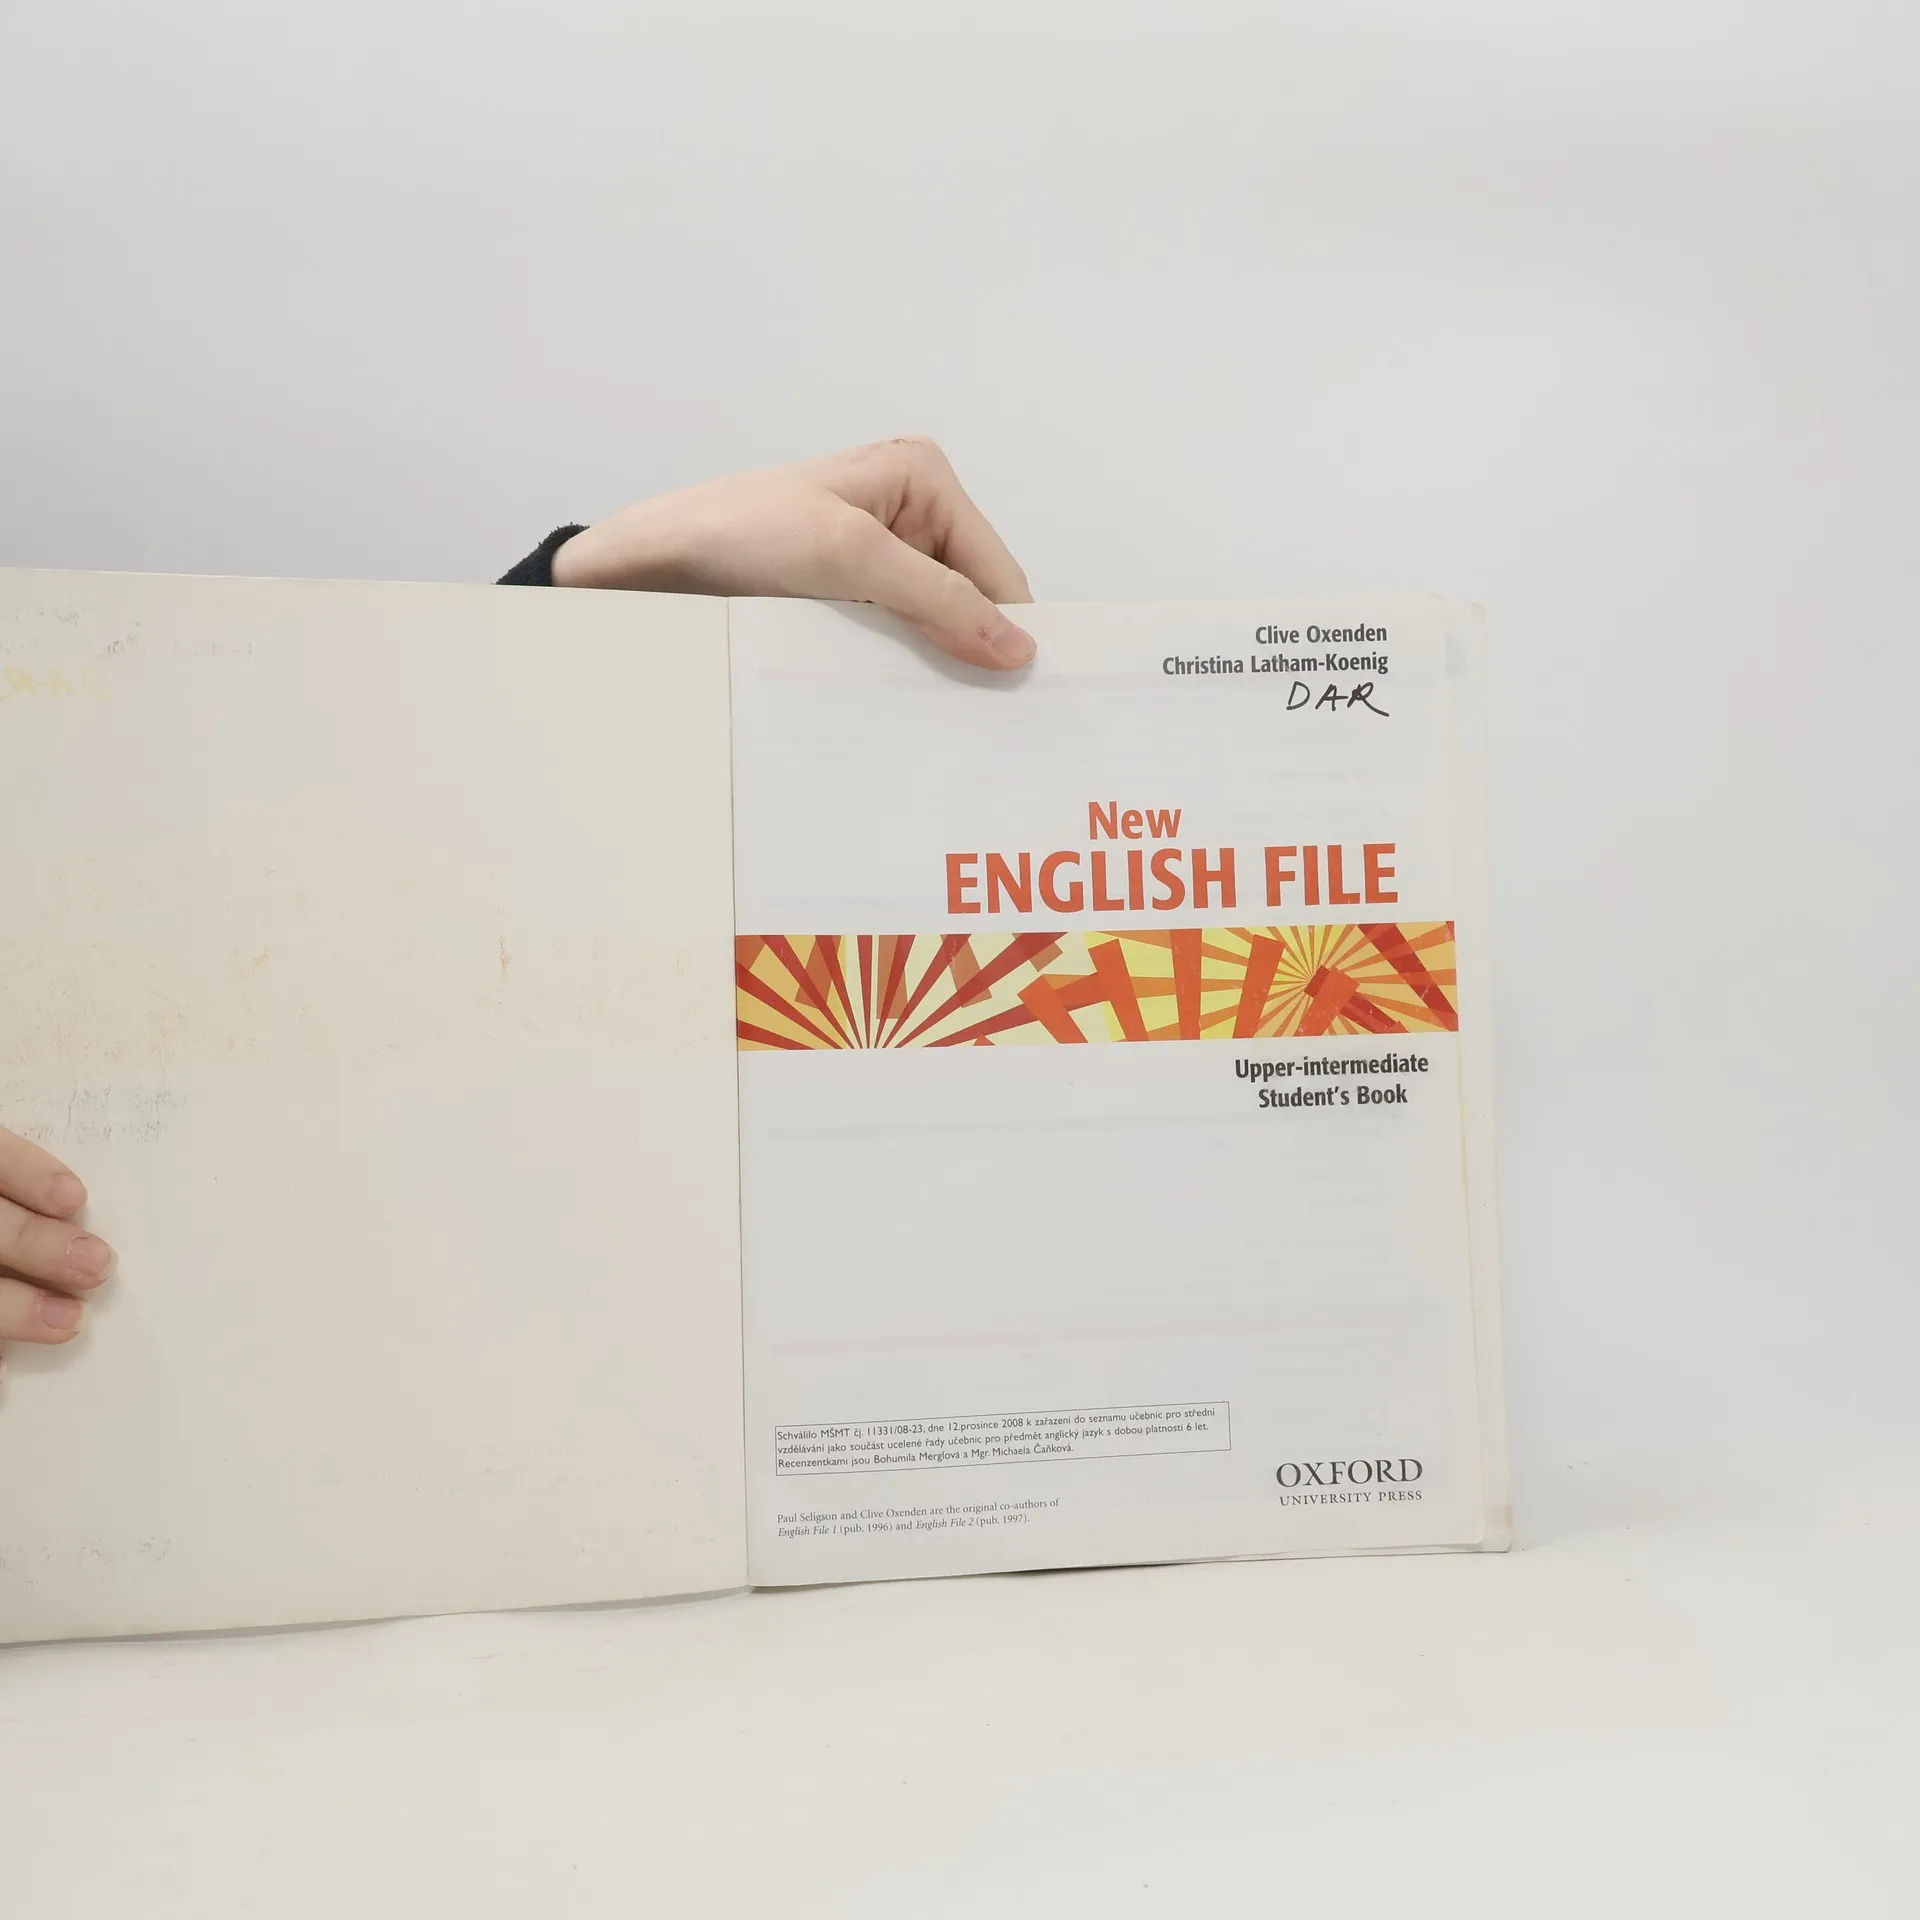 Clive Oxenden
Christina Latham-Koenig
DAR
New
ENGLISH FILE
Upper-intermediate
Student's Book
Schválilo MŠMT čj. 11331/08-23, dne 12.prosince 2008 k zařazení do seznamu učebnic pro střední
vzdělávání jako součást ucelené řady učebnic pro předmět anglický jazyk s dobou platnosti 6 let.
Recenzentkami jsou Bohumila Merglová a Mgr. Michaela Čaňková.
OXFORD
UNIVERSITY PRESS
Paul Seligson and Clive Oxenden are the original co-authors of
English File 1 (pub. 1996) and English File 2 (pub. 1997).